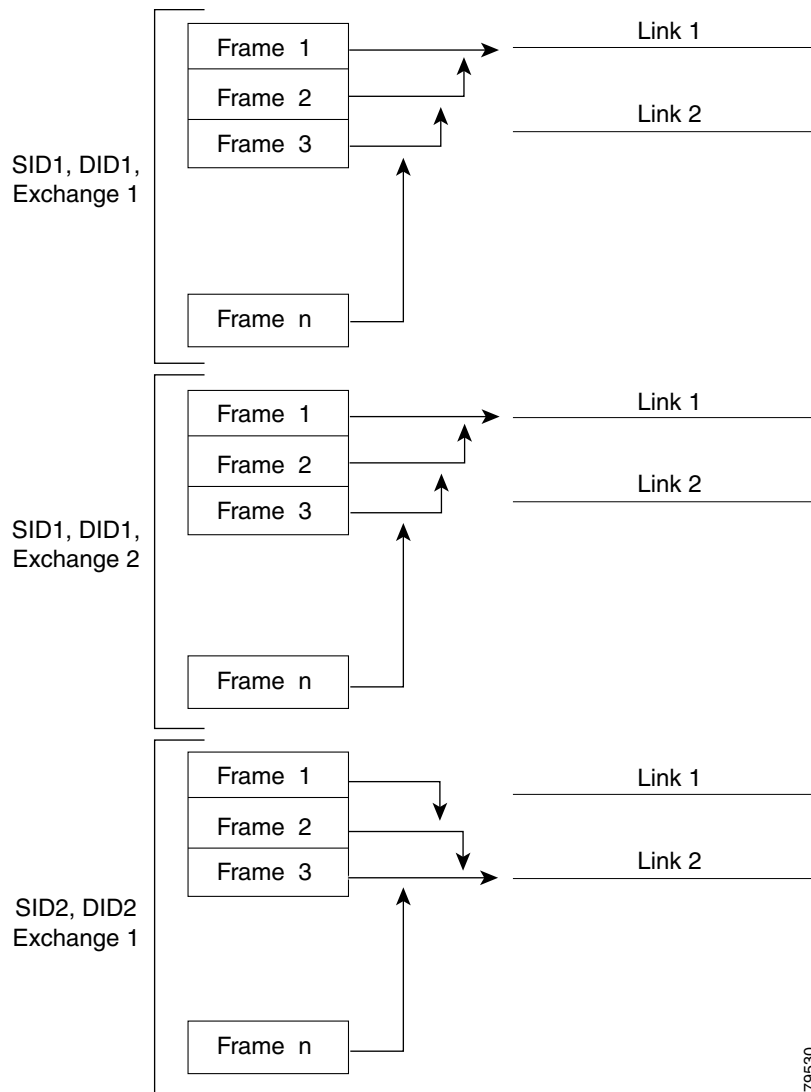 Frame 1
Link 1
Frame 2
Link 2
Frame 3
SID1, DID1,
Exchange 1
Frame n
Frame 1
Link 1
Frame 2
Link 2
Frame 3
SID1, DID1,
Exchange 2
Frame n
Frame 1
Link 1
Frame 2
Frame 3
Link 2
SID2, DID2
Exchange 1
Frame n
79530